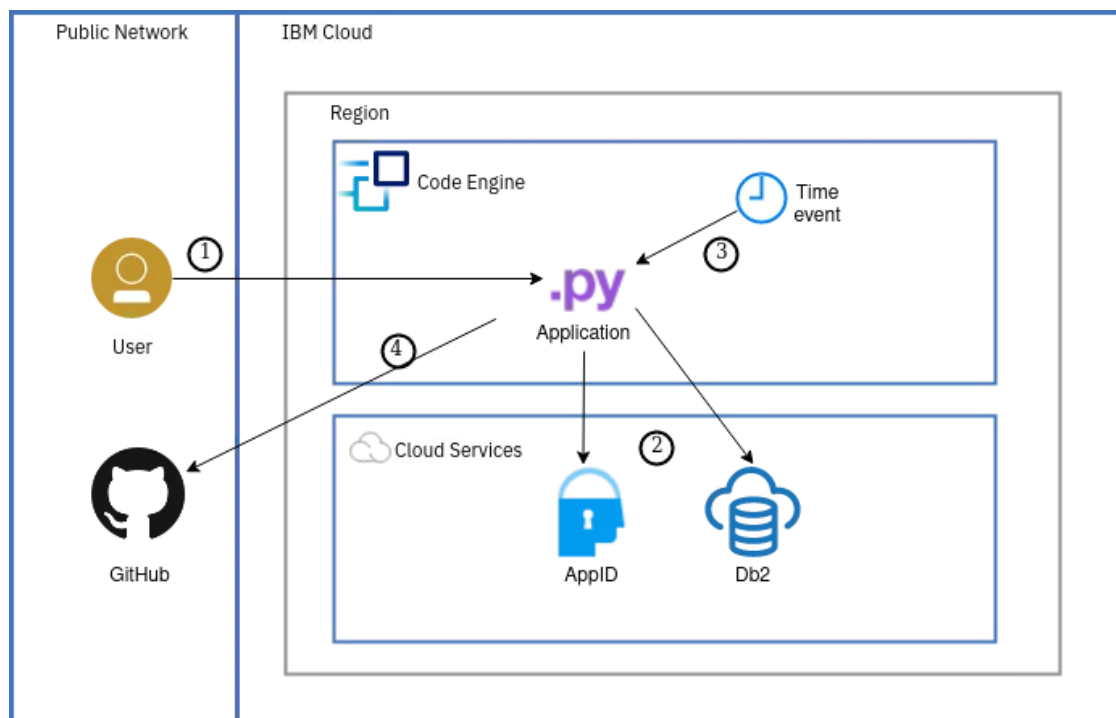 Public Network
IBM Cloud
Region
Code Engine
Time
event
1
3
.py
Application
User
4
Cloud Services
2
GitHub
AppID
Db2